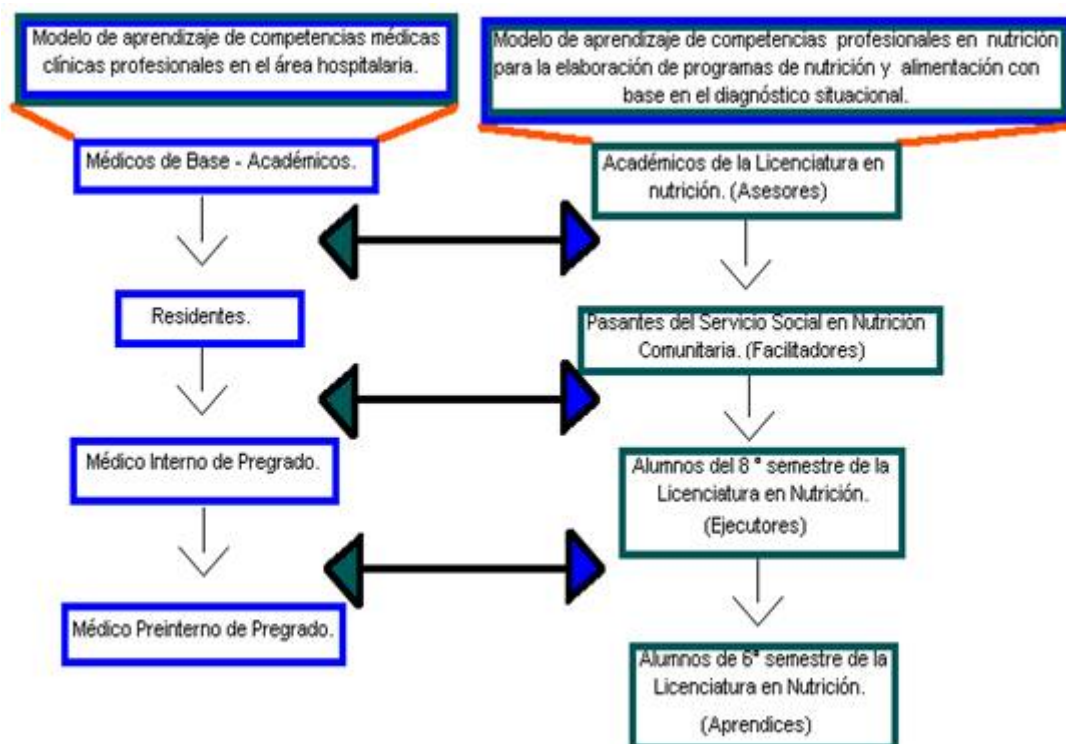 Modelo de aprendizaje de competencias médicas
clínicas profesionales en el área hospitalaria.
Médicos de Base - Académicos.
Residentes.
Médico Interno de Pregrado.
Médico Preinterno de Pregrado.
Modelo de aprendizaje de competencias profesionales en nutrición
para la elaboración de programas de nutrición y alimentación con
base en el diagnóstico situacional.
Académicos de la Licenciatura en
nutrición. (Asesores)
Pasantes del Servicio Social en Nutrición
Comunitaria. (Facilitadores)
Alumnos del 8 ° semestre de la
Licenciatura en Nutrición.
(Ejecutores)
Alumnos de 6° semestre de la
Licenciatura en Nutrición.
(Aprendices)